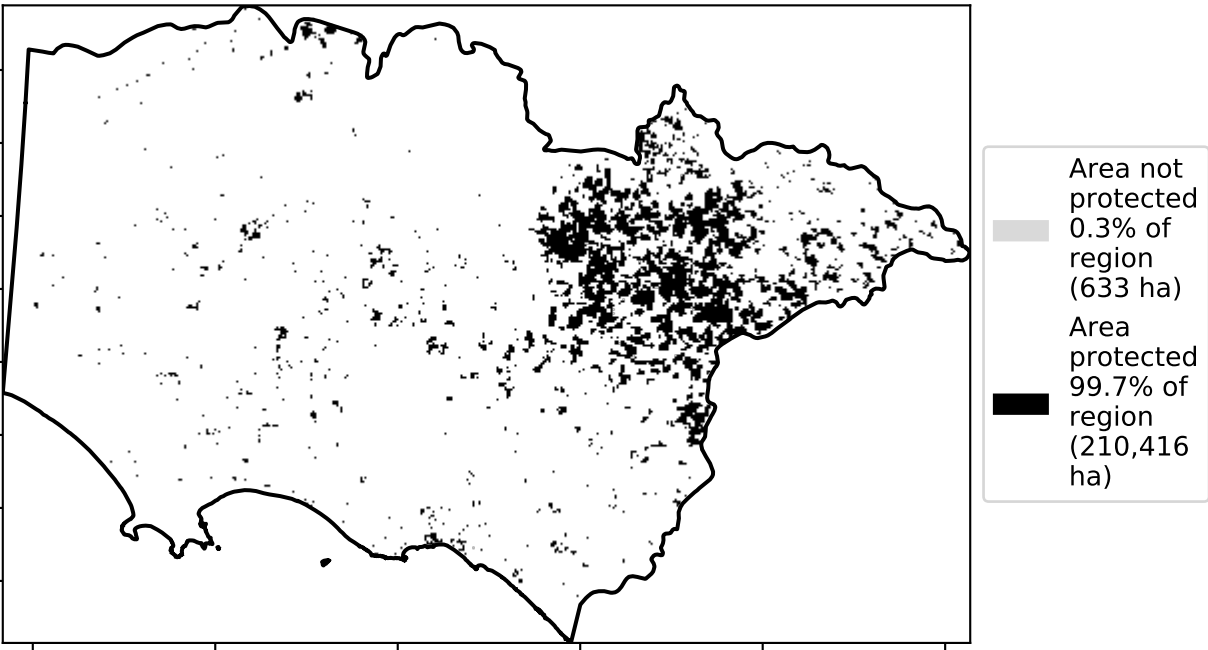 Area not
protected
0.3% of
region
(633 ha)
Area
protected
99.7% of
region
(210,416
ha)